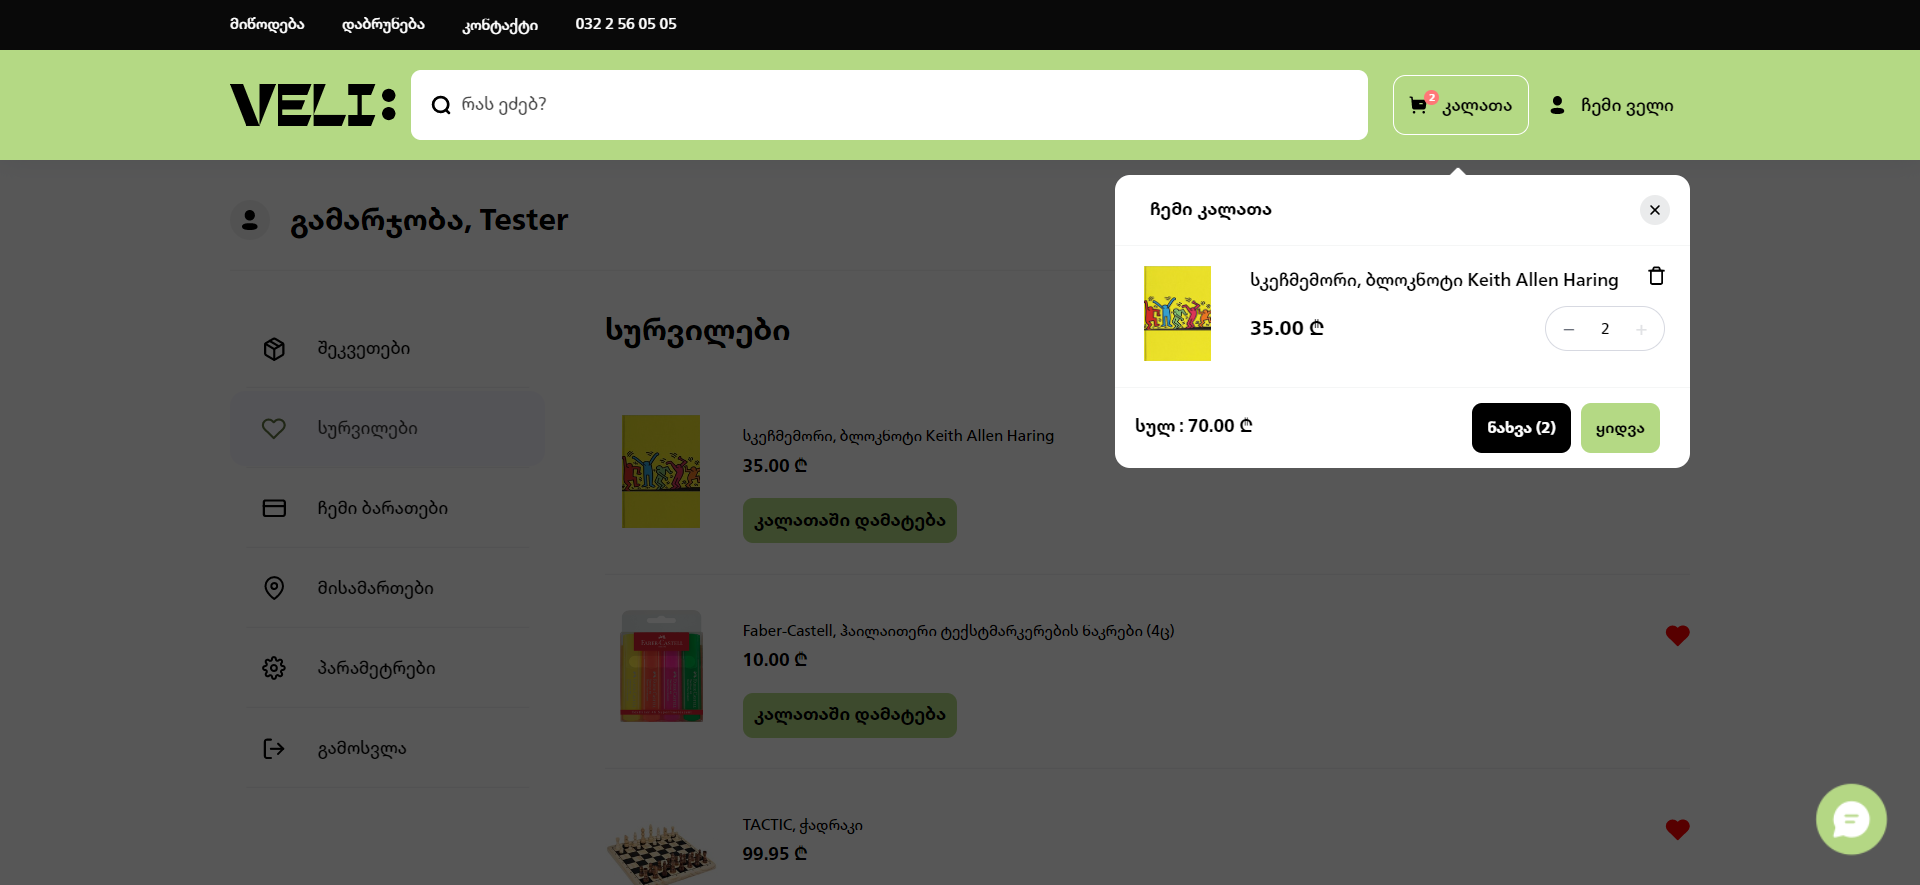 მიწოდება დაბრუნება კონტაქტი 032 2 56 05 05
VELI:
რას ეძებ?
2 კალათა
ჩემი ველი
გამარჯობა, Tester
ჩემი კალათა
სკეჩმემორი, ბლოკნოტი Keith Allen Haring
35.00 ₾
2
სულ : 70.00 ₾
ნახვა (2)
ყიდვა
შეკვეთები
სურვილები
ჩემი ბარათები
მისამართები
პარამეტრები
გამოსვლა
სურვილები
სკეჩმემორი, ბლოკნოტი Keith Allen Haring
35.00 ₾
კალათაში დამატება
Faber-Castell, ჰაილაითერი ტექსტმარკერების ნაკრები (4ც)
10.00 ₾
კალათაში დამატება
TACTIC, ჭადრაკი
99.95 ₾